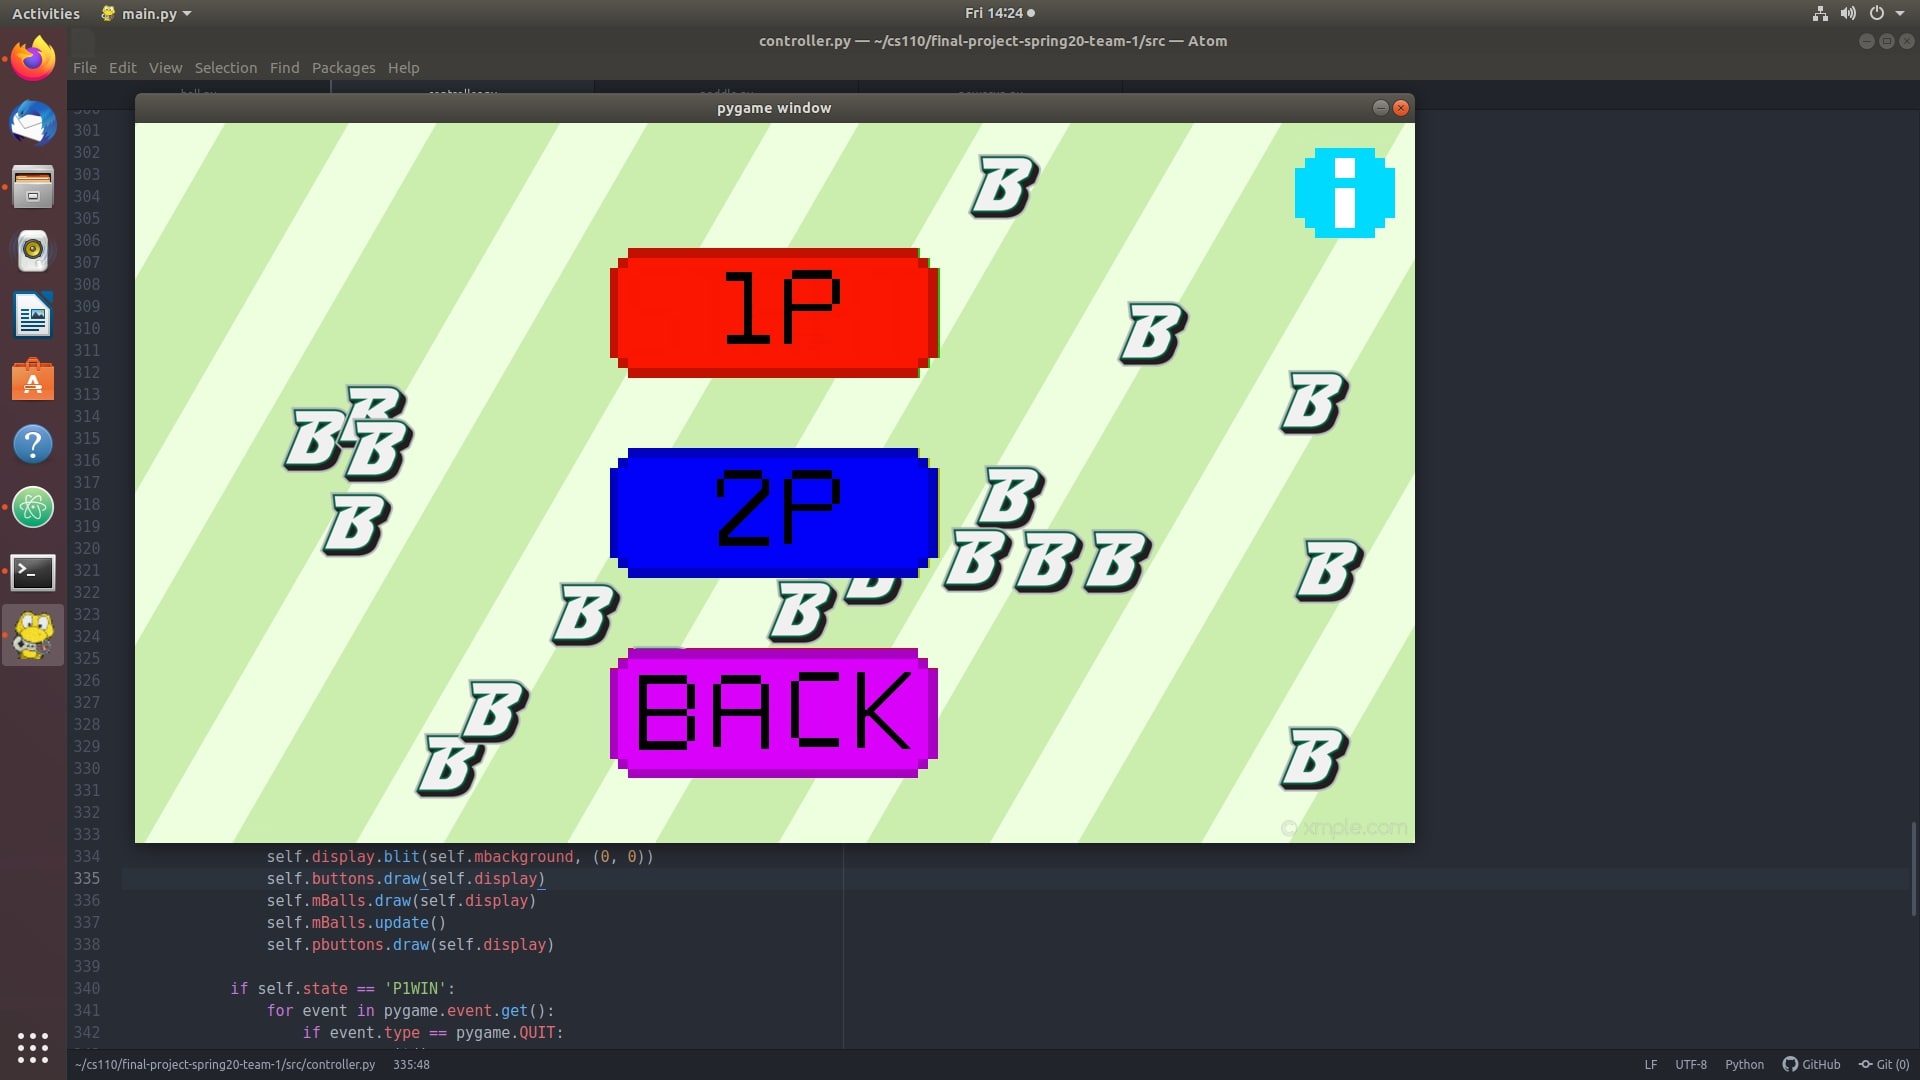 Activities main.py Fri 14:24
controller.py — ~/cs110/final-project-spring20-team-1/src — Atom
File Edit View Selection Find Packages Help
pygame window
301
302
303
304
305
306
307
308
309
310
311
312
313
314
315
316
317
318
319
320
321
322
323
324
325
326
327
328
329
330
331
332
333
B
i
1P
B
B
B
B
B
B
2P
B
B
B
B
B
B
B
B
BACK
B
B
B
© xmple.com
334 self.display.blit(self.mbackground, (0, 0))
335 self.buttons.draw(self.display)
336 self.mBalls.draw(self.display)
337 self.mBalls.update()
338 self.pbuttons.draw(self.display)
339
340 if self.state == 'P1WIN':
341 for event in pygame.event.get():
342 if event.type == pygame.QUIT:
~/cs110/final-project-spring20-team-1/src/controller.py 335:48 LF UTF-8 Python GitHub Git (0)